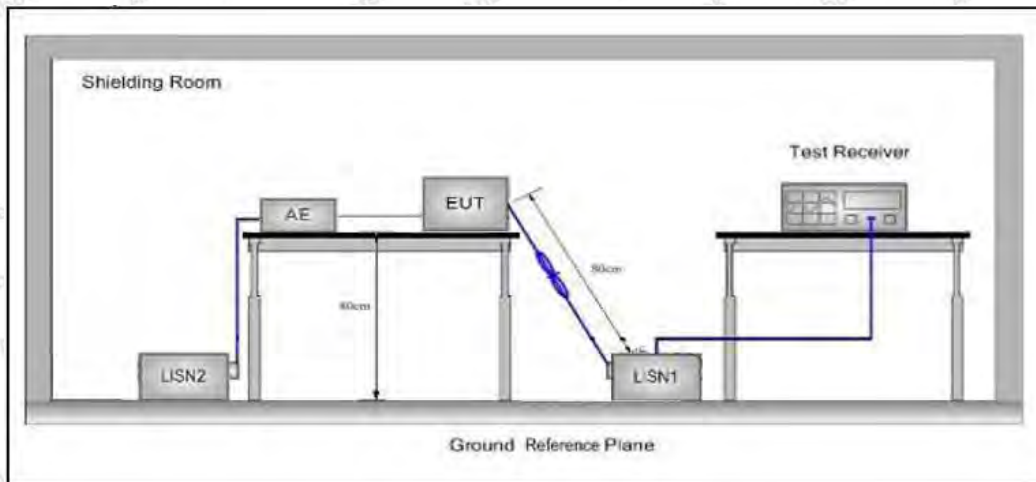 Shielding Room
Test Receiver
AE
EUT
80cm
80cm
LISN2
LISN1
Ground Reference Plane